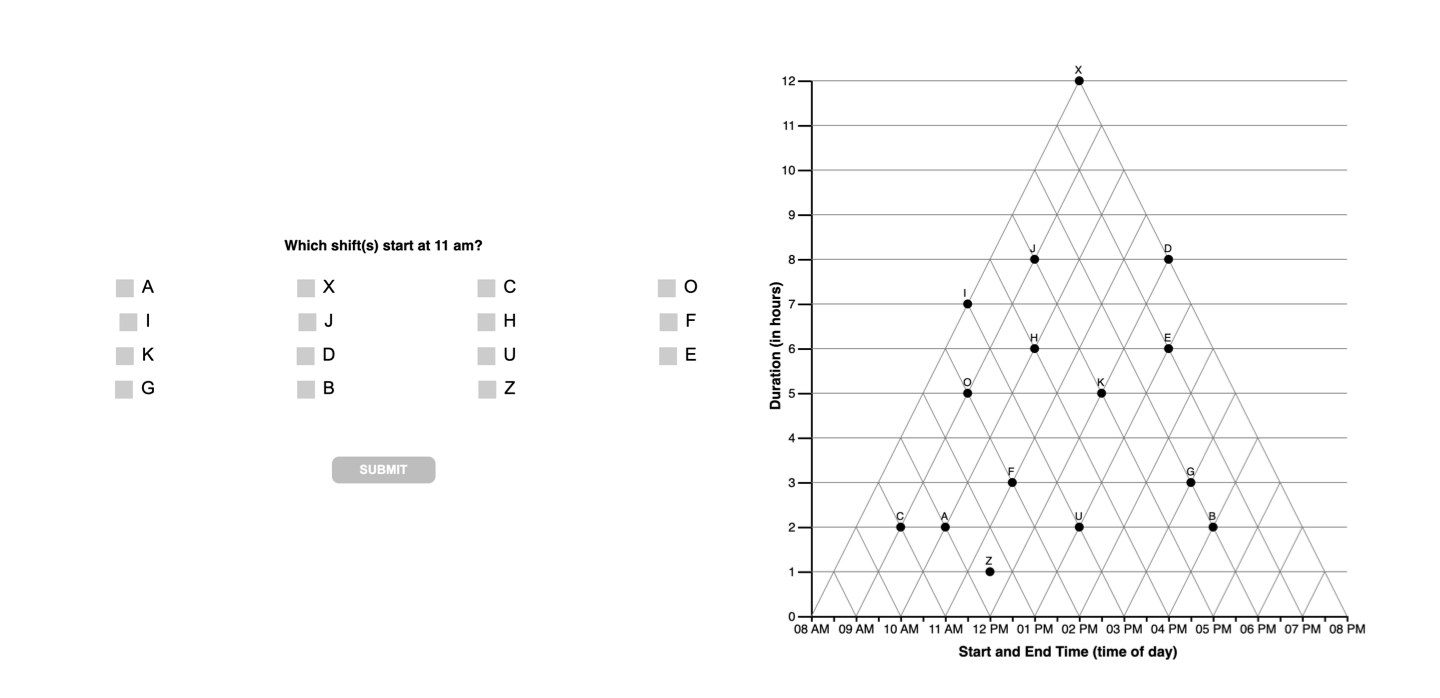 Which shift(s) start at 11 am?
A X C O
I J H F
K D U E
G B Z
SUBMIT
X
12
11
10
9
J D
8
I
7
H E
6
O K
5
4
F G
3
C A U B
2
Z
1
0
08 AM 09 AM 10 AM 11 AM 12 PM 01 PM 02 PM 03 PM 04 PM 05 PM 06 PM 07 PM 08 PM
Duration (in hours)
Start and End Time (time of day)